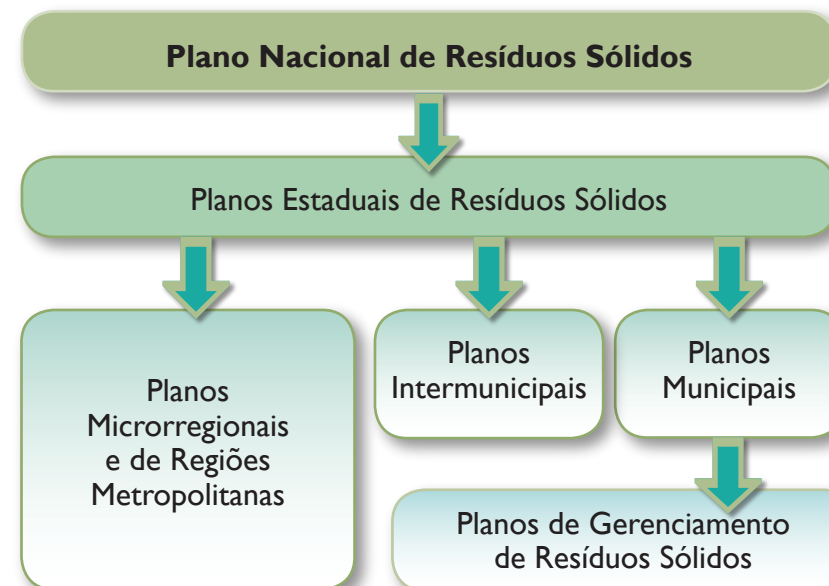 Plano Nacional de Resíduos Sólidos
Planos Estaduais de Resíduos Sólidos
Planos
Microrregionais
e de Regiões
Metropolitanas
Planos
Intermunicipais
Planos
Municipais
Planos de Gerenciamento
de Resíduos Sólidos